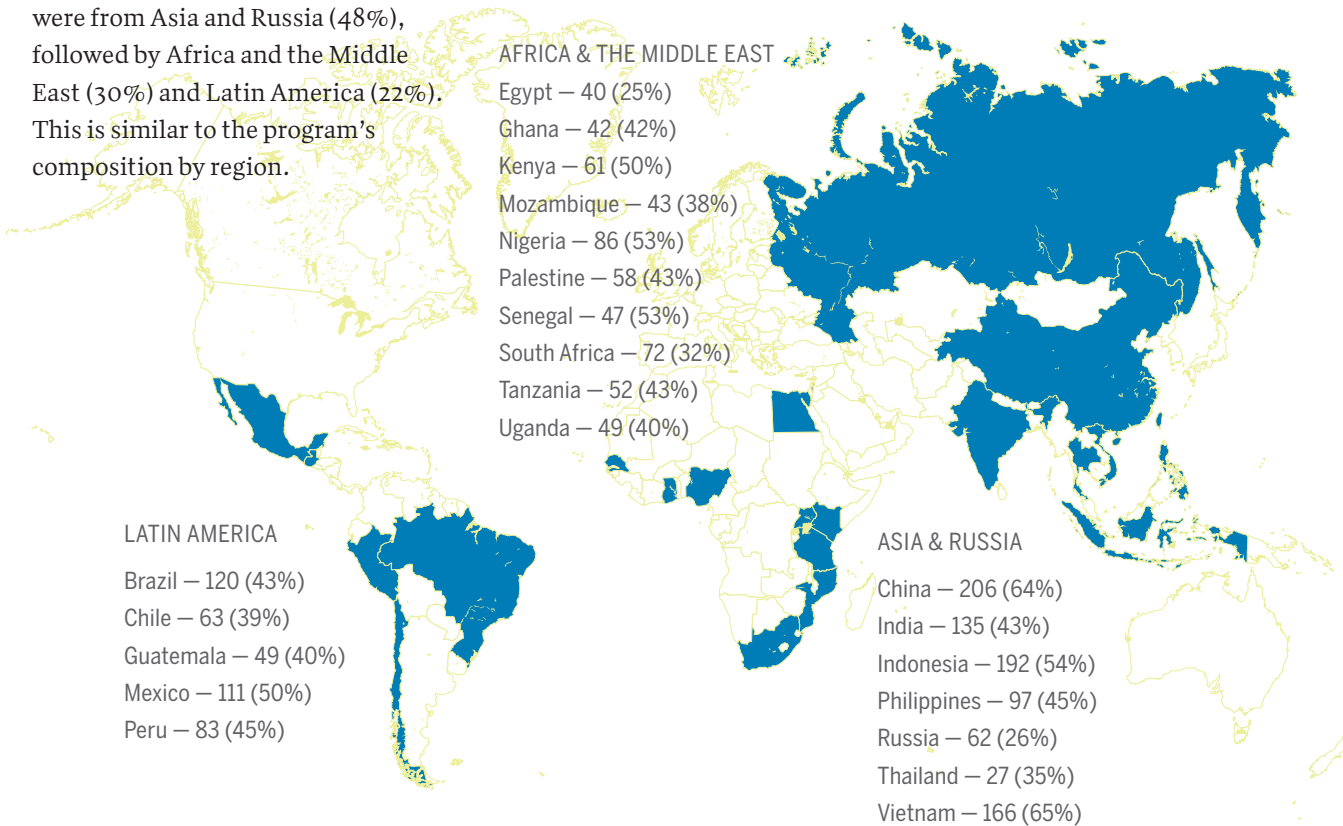 were from Asia and Russia (48%),
followed by Africa and the Middle
East (30%) and Latin America (22%).
This is similar to the program's
composition by region.
AFRICA & THE MIDDLE EAST
Egypt — 40 (25%)
Ghana — 42 (42%)
Kenya — 61 (50%)
Mozambique — 43 (38%)
Nigeria — 86 (53%)
Palestine — 58 (43%)
Senegal — 47 (53%)
South Africa — 72 (32%)
Tanzania — 52 (43%)
Uganda — 49 (40%)
LATIN AMERICA
Brazil — 120 (43%)
Chile — 63 (39%)
Guatemala — 49 (40%)
Mexico — 111 (50%)
Peru — 83 (45%)
ASIA & RUSSIA
China — 206 (64%)
India — 135 (43%)
Indonesia — 192 (54%)
Philippines — 97 (45%)
Russia — 62 (26%)
Thailand — 27 (35%)
Vietnam — 166 (65%)